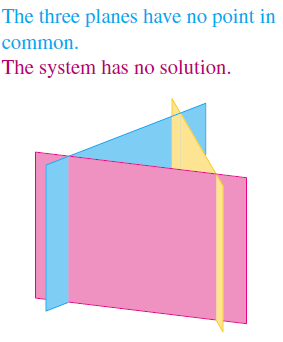 The three planes have no point in
common.
The system has no solution.